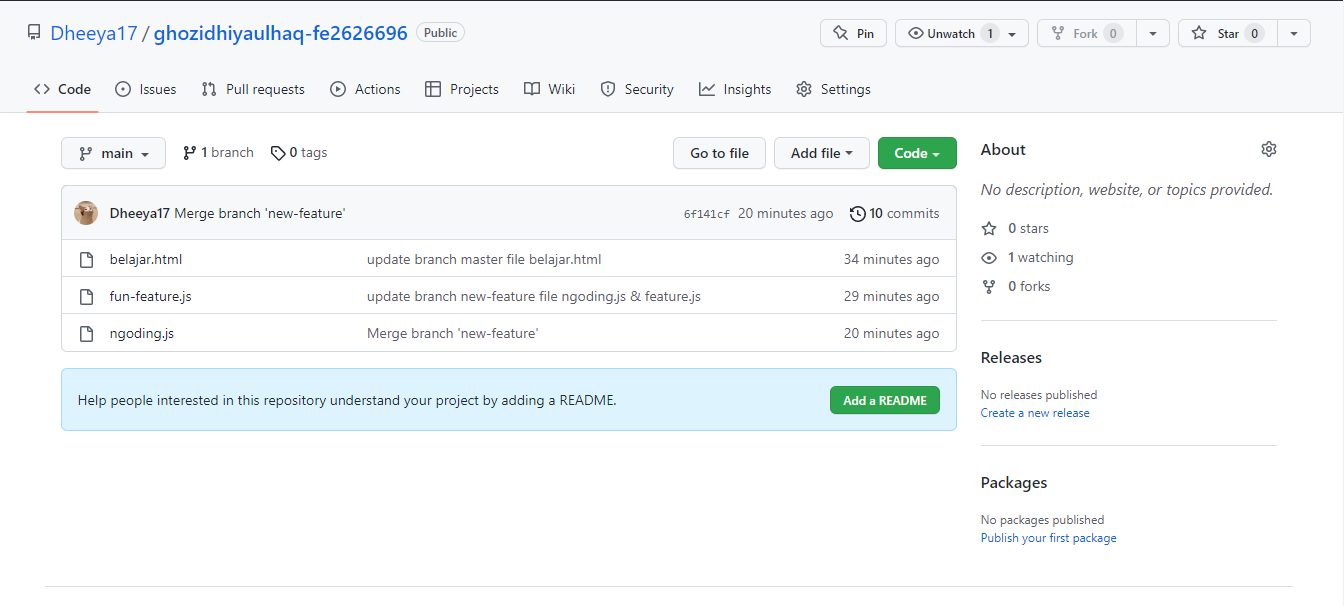 Dheeya17 / ghozidhiyaulhaq-fe2626696 Public
Pin Unwatch 1 Fork 0 Star 0
Code Issues Pull requests Actions Projects Wiki Insights Security Settings
main 1 branch 0 tags Go to file Add file Code
Dheeya17 Merge branch 'new-feature' 6f141cf 20 minutes ago 10 commits
belajar.html update branch master file belajar.html 34 minutes ago
fun-feature.js update branch new-feature file ngoding.js & feature.js 29 minutes ago
ngoding.js Merge branch 'new-feature' 20 minutes ago
Help people interested in this repository understand your project by adding a README. Add a README
About
No description, website, or topics provided.
0 stars
1 watching
0 forks
Releases
No releases published
Create a new release
Packages
No packages published
Publish your first package